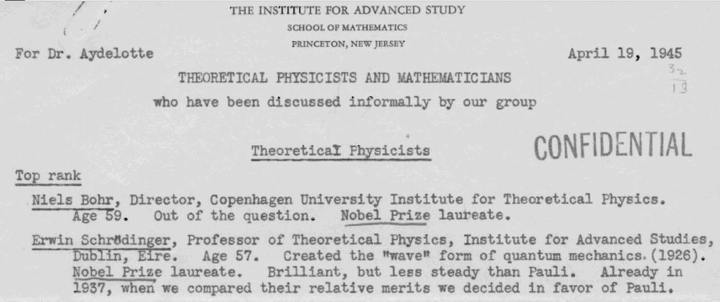 THE INSTITUTE FOR ADVANCED STUDY
SCHOOL OF MATHEMATICS
PRINCETON, NEW JERSEY
For Dr. Aydelotte April 19, 1945
32
13
THEORETICAL PHYSICISTS AND MATHEMATICIANS
who have been discussed informally by our group
Theoretical Physicists
CONFIDENTIAL
Top rank
Niels Bohr, Director, Copenhagen University Institute for Theoretical Physics.
Age 59. Out of the question. Nobel Prize laureate.
Erwin Schrödinger, Professor of Theoretical Physics, Institute for Advanced Studies,
Dublin, Eire. Age 57. Created the "wave" form of quantum mechanics (1926).
Nobel Prize laureate. Brilliant, but less steady than Pauli. Already in
1937, when we compared their relative merits we decided in favor of Pauli.